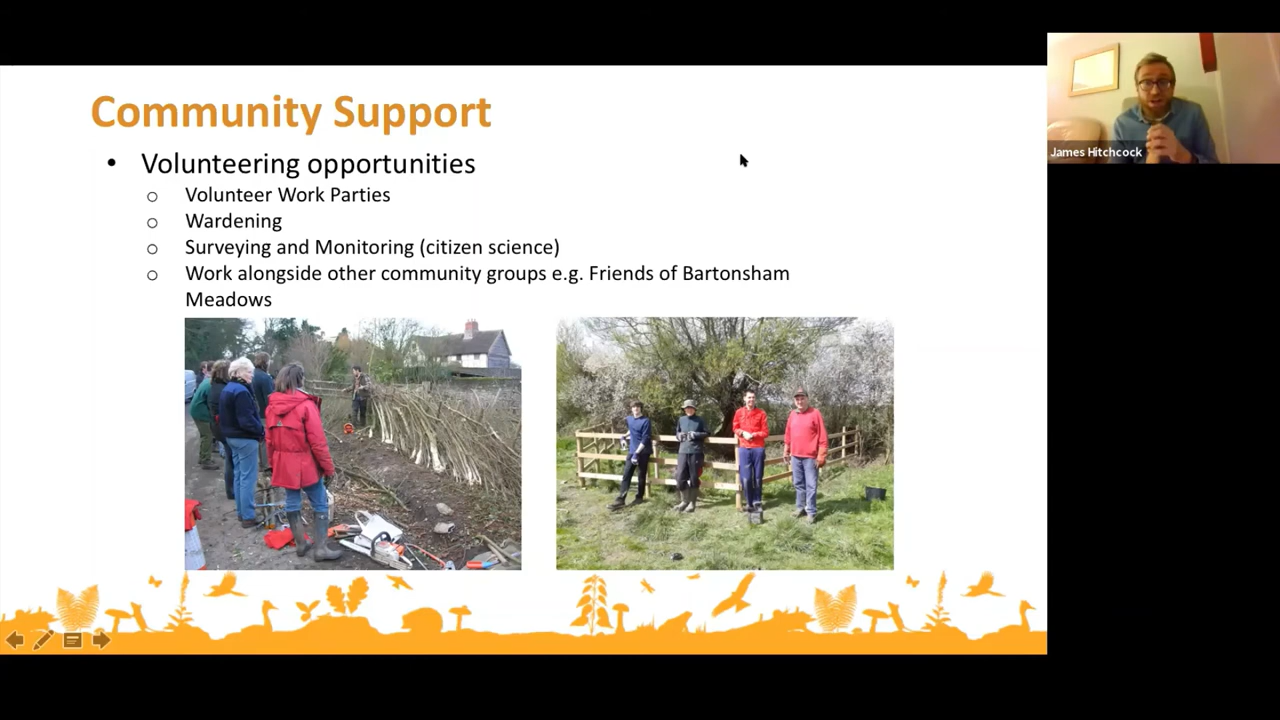 Community Support
• Volunteering opportunities
o Volunteer Work Parties
o Wardening
o Surveying and Monitoring (citizen science)
o Work alongside other community groups e.g. Friends of Bartonsham
Meadows
James Hitchcock